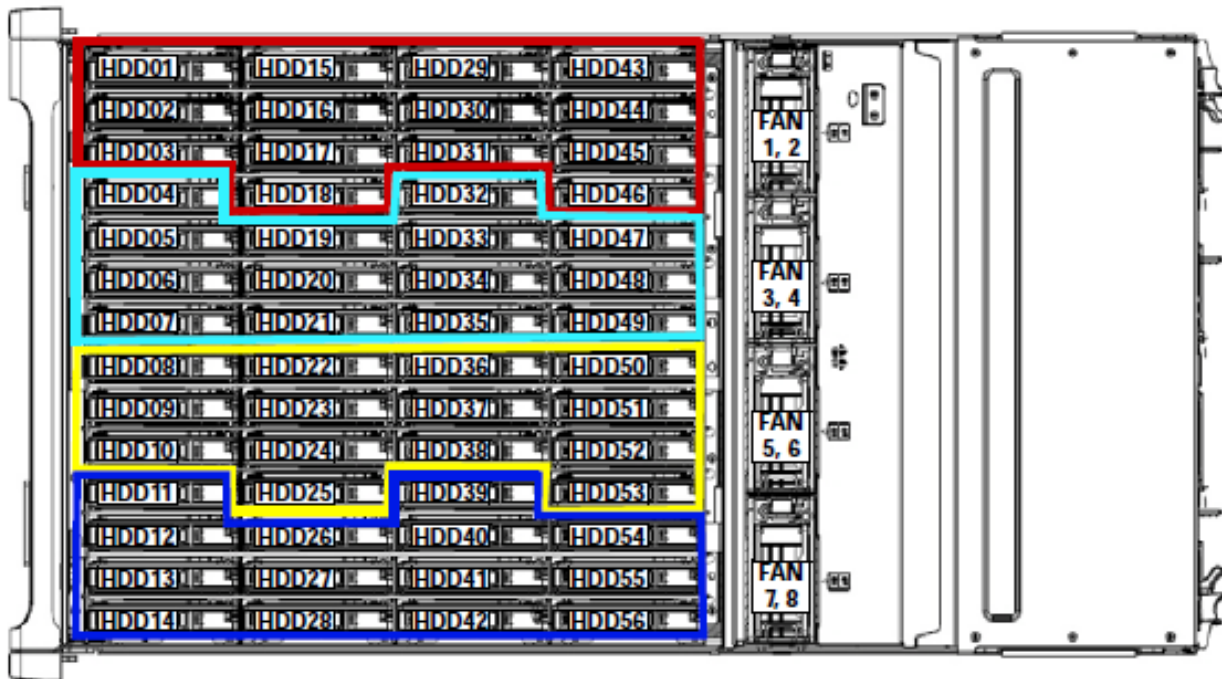 HDD01 HDD15 HDD29 HDD43
HDD02 HDD16 HDD30 HDD44
HDD03 HDD17 HDD31 HDD45
HDD04 HDD18 HDD32 HDD46
HDD05 HDD19 HDD33 HDD47
HDD06 HDD20 HDD34 HDD48
HDD07 HDD21 HDD35 HDD49
HDD08 HDD22 HDD36 HDD50
HDD09 HDD23 HDD37 HDD51
HDD10 HDD24 HDD38 HDD52
HDD11 HDD25 HDD39 HDD53
HDD12 HDD26 HDD40 HDD54
HDD13 HDD27 HDD41 HDD55
HDD14 HDD28 HDD42 HDD56
FAN
1, 2
FAN
3, 4
FAN
5, 6
FAN
7, 8